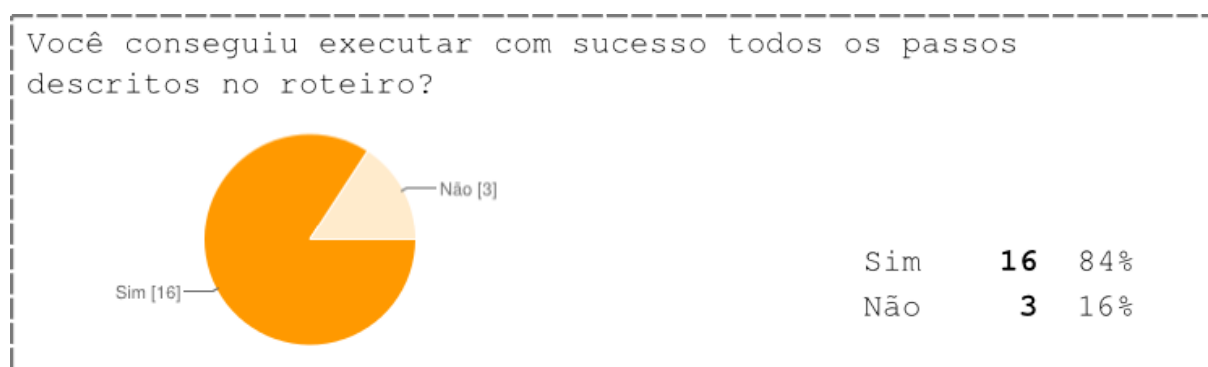 Você conseguiu executar com sucesso todos os passos
descritos no roteiro?
Não [3]
Sim [16]
Sim 16 84%
Não 3 16%